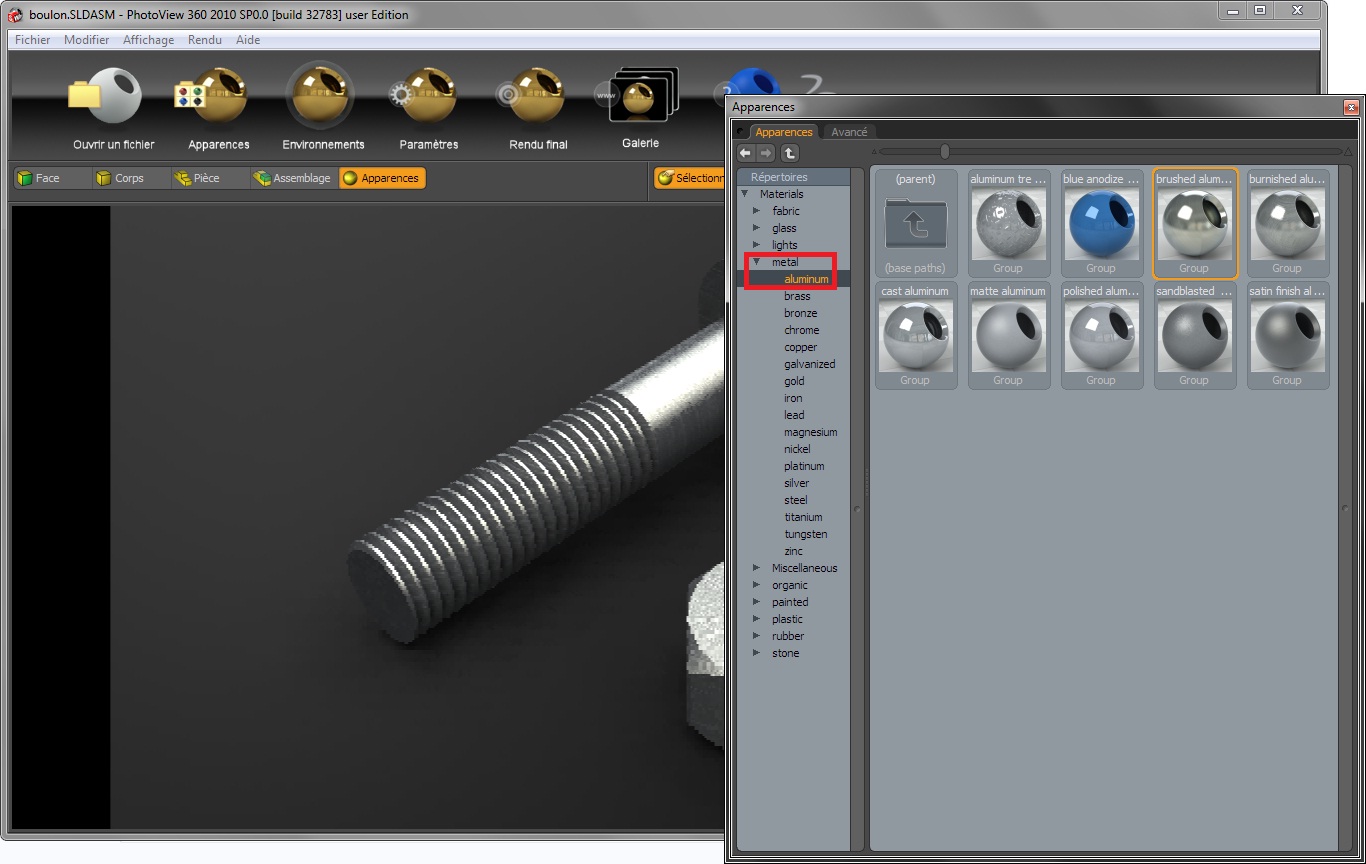 boulon.SLDASM - PhotoView 360 2010 SP0.0 [build 32783] user Edition
Fichier Modifier Affichage Rendu Aide
www
?
Ouvrir un fichier Apparences Environnements Paramètres Rendu final Galerie
Face Corps Pièce Assemblage Apparences
Apparences
Apparences Avancé
Répertoires
Materials
fabric
glass
lights
metal
aluminum
brass
bronze
chrome
copper
galvanized
gold
iron
lead
magnesium
nickel
platinum
silver
steel
titanium
tungsten
zinc
Miscellaneous
organic
painted
plastic
rubber
stone
(parent)
(base paths)
aluminum tre ...
Group
blue anodize ...
Group
brushed alum...
Group
burnished alu...
Group
cast aluminum
Group
matte aluminum
Group
polished alum...
Group
sandblasted ...
Group
satin finish al ...
Group